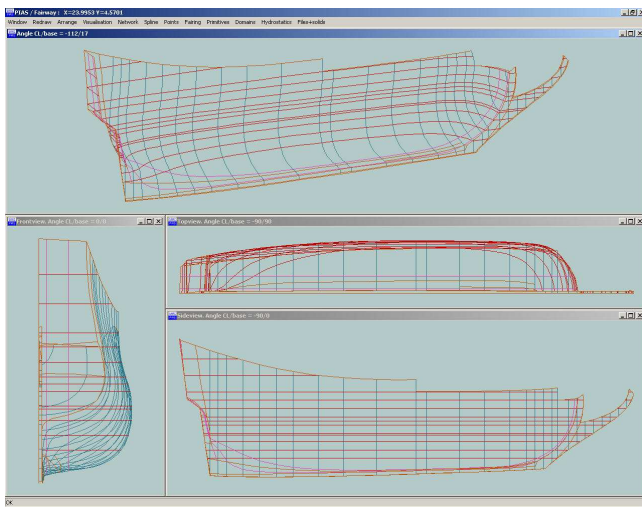 PIAS / Fairway : X=23.9953 Y=4.5701
Window Redraw Arrange Visualisation Network Spline Points Fairing Primitives Domains Hydrostatics Files+solids
Angle CL/base = -112/17
Frontview. Angle CL/base = 0/0
Topview. Angle CL/base = -90/90
Sideview. Angle CL/base = -90/0
OK